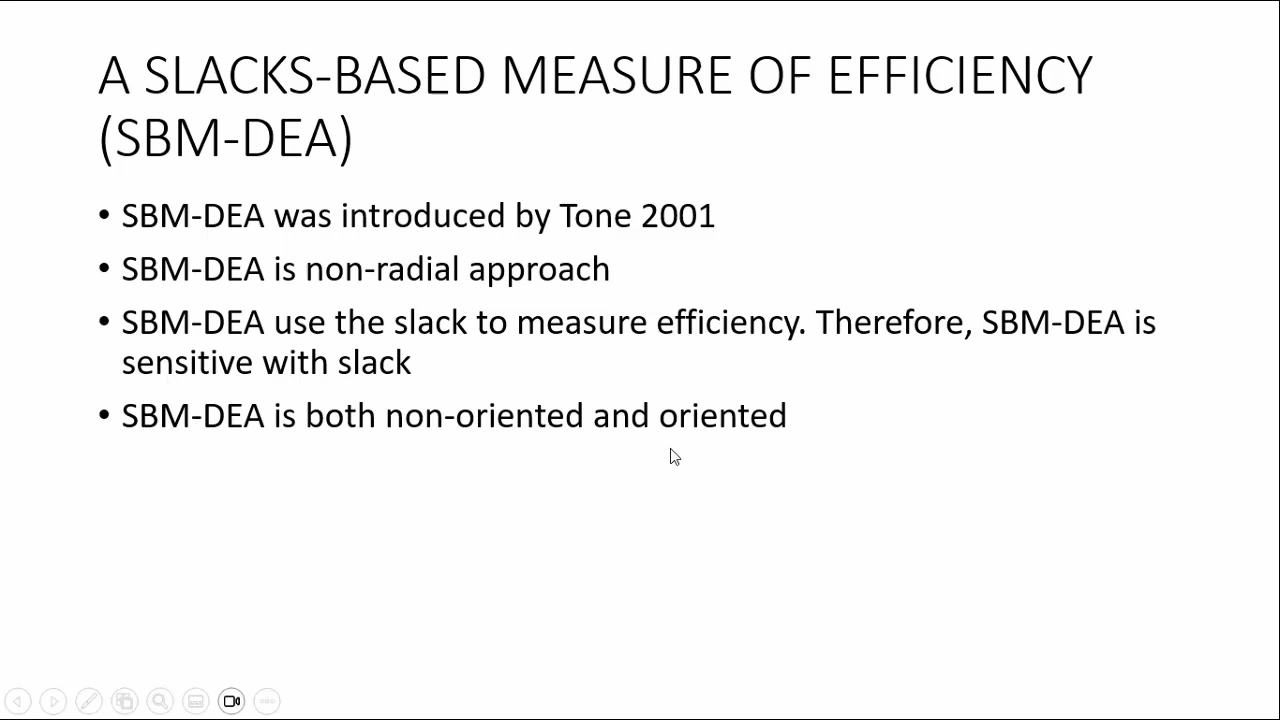 A SLACKS-BASED MEASURE OF EFFICIENCY
(SBM-DEA)
• SBM-DEA was introduced by Tone 2001
• SBM-DEA is non-radial approach
• SBM-DEA use the slack to measure efficiency. Therefore, SBM-DEA is
sensitive with slack
• SBM-DEA is both non-oriented and oriented